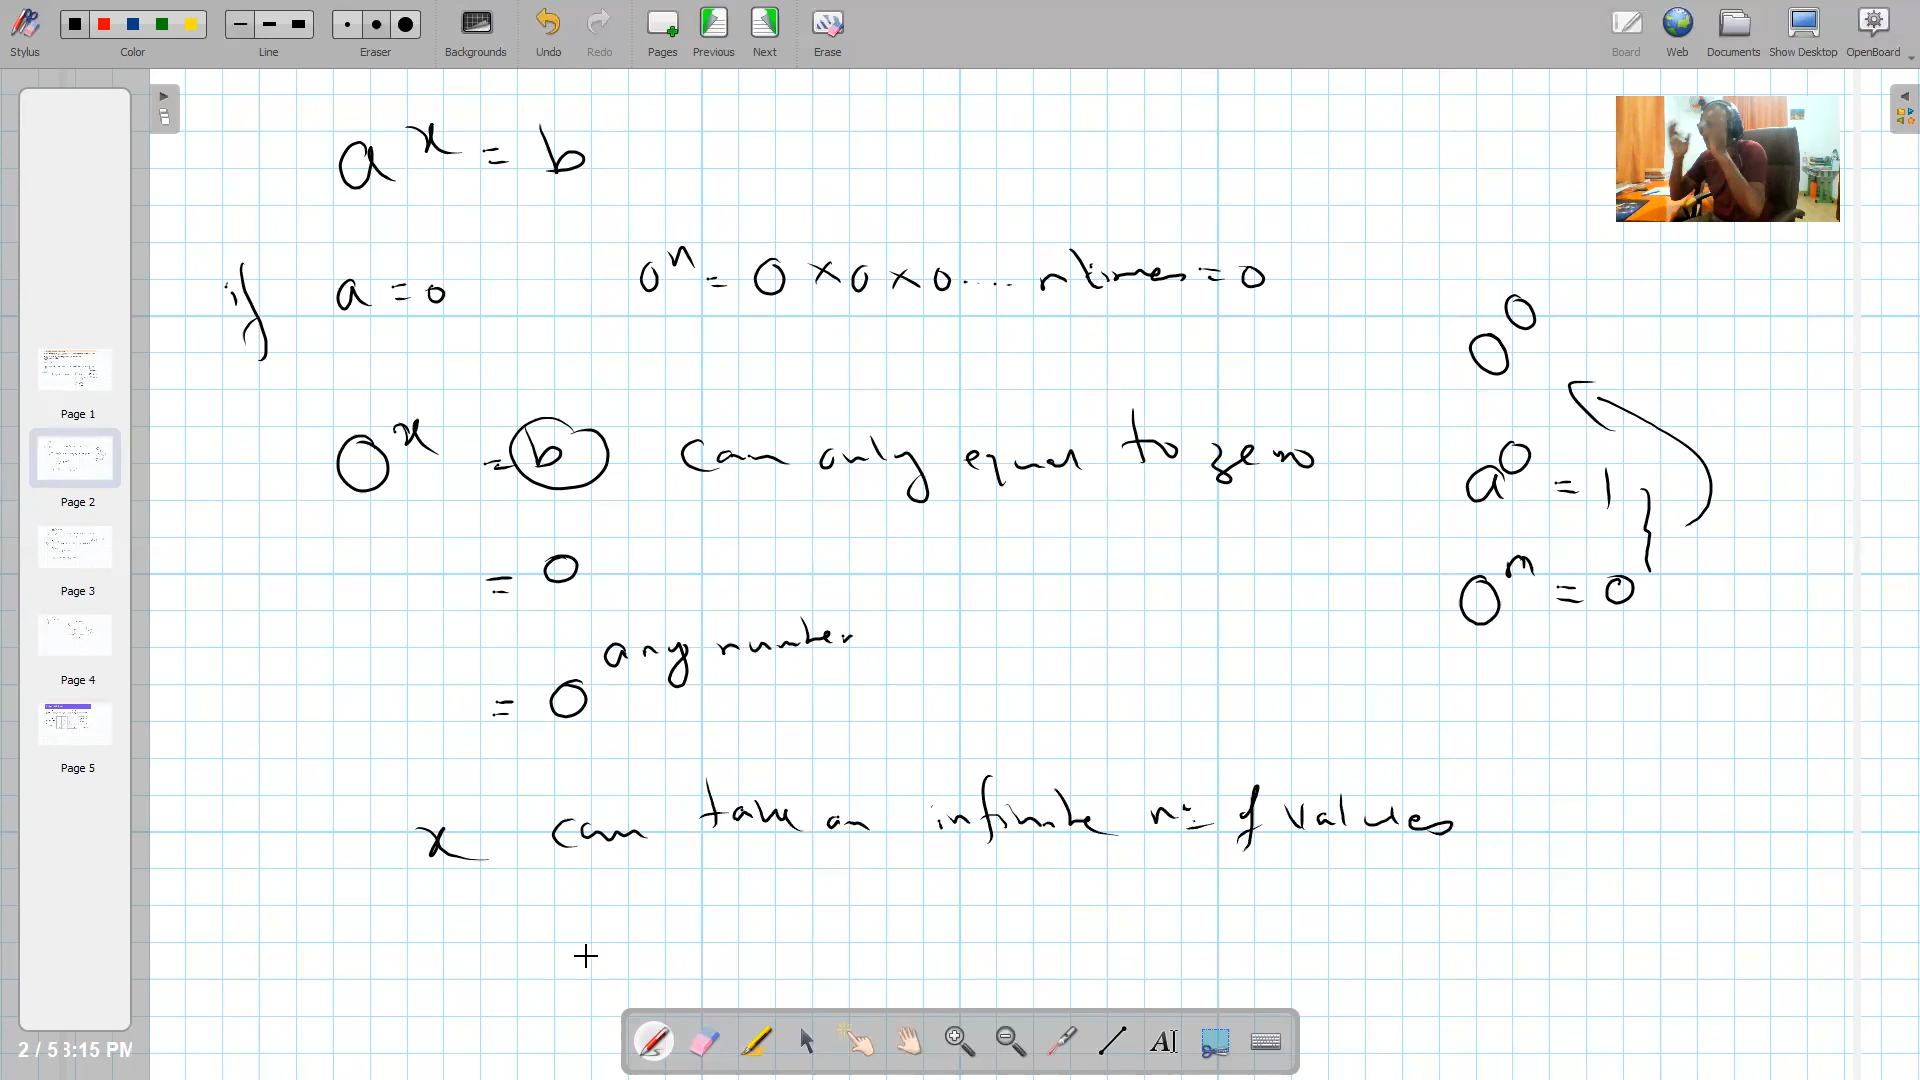 Stylus
Color
Line
Eraser
Backgrounds
Undo
Redo
Pages
Previous
Next
Erase
Board
Web
Documents
Show Desktop
OpenBoard
a^x = b
if a = 0
0^n = 0 × 0 × 0 .... n times = 0
0^x = b can only equal to zero
= 0
= 0^any number
x can take an infinite nº of values
0^0
a^0 = 1
0^n = 0
Page 1
Page 2
Page 3
Page 4
Page 5